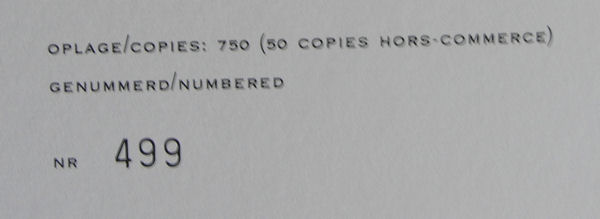 OPLAGE/COPIES: 750 (50 COPIES HORS-COMMERCE)
GENUMMERD/NUMBERED
NR 499